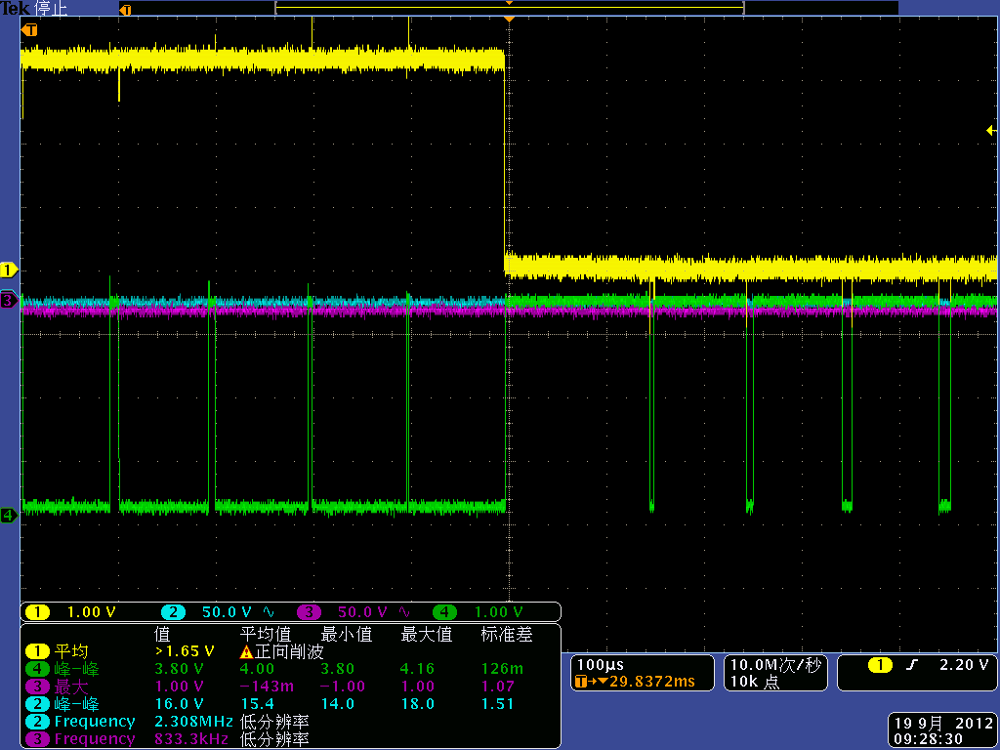 Tek 停止
T
T
1
3
4
1 1.00 V 2 50.0 V ∿ 3 50.0 V ∿ 4 1.00 V
值 平均值 最小值 最大值 标准差
1 平均 >1.65 V ⚠正向削波
4 峰-峰 3.80 V 4.00 3.80 4.16 126m
3 最大 1.00 V −143m −1.00 1.00 1.07
2 峰-峰 16.0 V 15.4 14.0 18.0 1.51
2 Frequency 2.308MHz 低分辨率
3 Frequency 833.3kHz 低分辨率
100µs
T→▼29.8372ms
10.0M次/秒
10k 点
1 ƒ 2.20 V
19 9月 2012
09:28:30